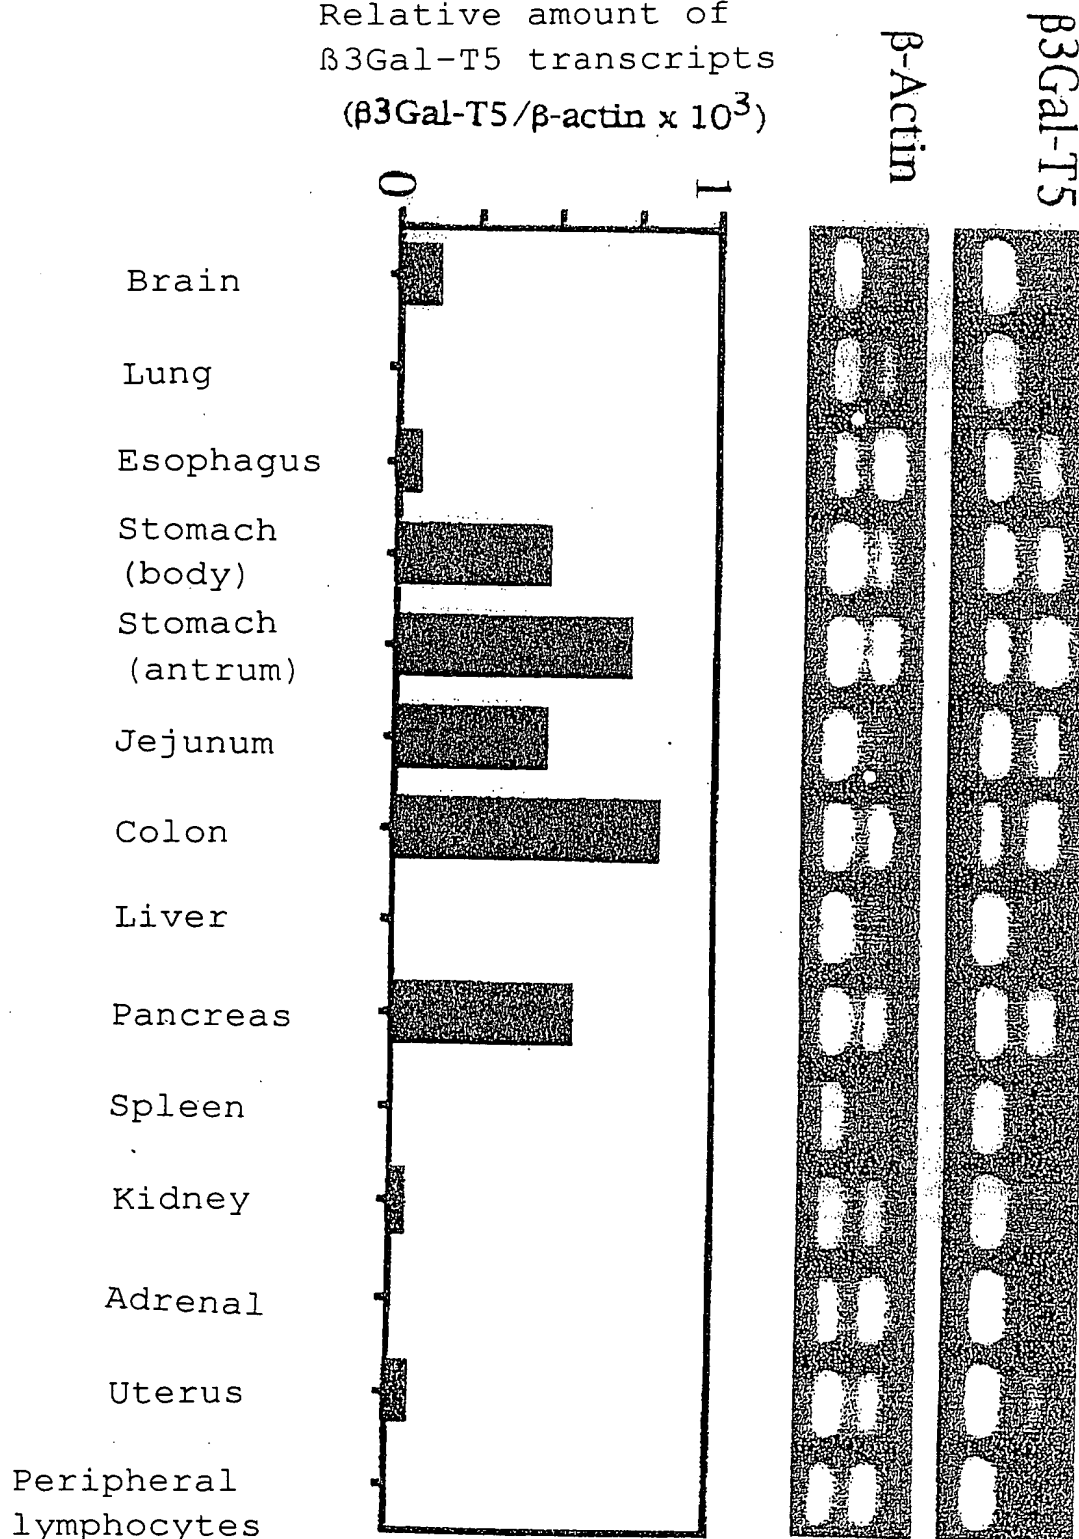 Relative amount of
ß3Gal-T5 transcripts
(β3Gal-T5/β-actin x 10³)
β-Actin
β3Gal-T5
0
1
Brain
Lung
Esophagus
Stomach
(body)
Stomach
(antrum)
Jejunum
Colon
Liver
Pancreas
Spleen
Kidney
Adrenal
Uterus
Peripheral
lymphocytes